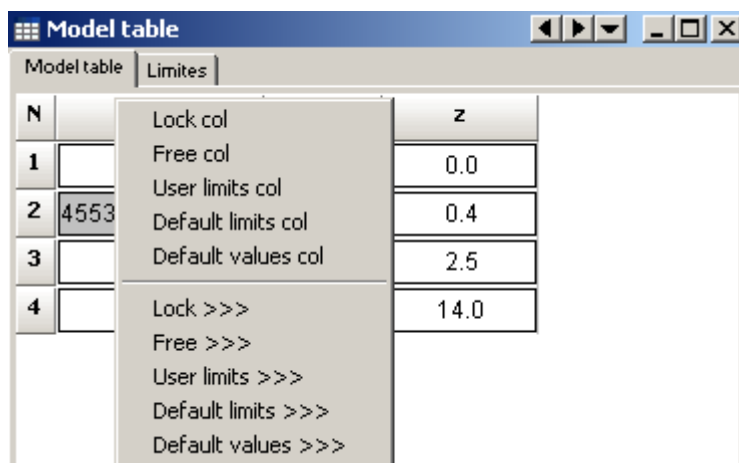 Model table
Model table Limites
N z
1 0.0
2 4553 0.4
3 2.5
4 14.0
Lock col
Free col
User limits col
Default limits col
Default values col
Lock >>>
Free >>>
User limits >>>
Default limits >>>
Default values >>>